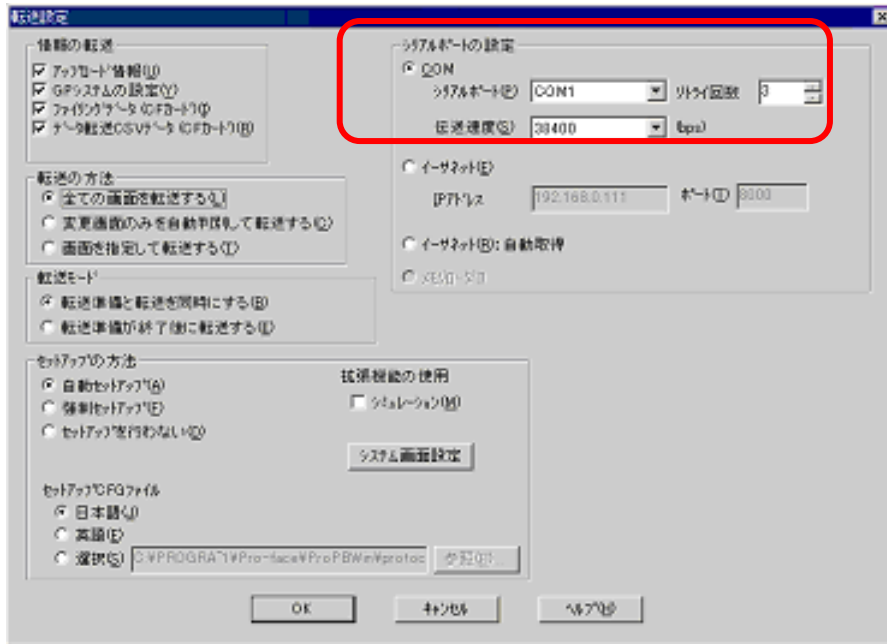 転送設定
情報の転送
アップロード情報(U)
GPシステムの設定(Y)
ファイリングデータ(CFカード)(I)
データ転送CSVデータ(CFカード)(B)
転送の方法
全ての画面を転送する(L)
変更画面のみを自動判別して転送する(C)
画面を指定して転送する(T)
転送モード
転送準備と転送を同時にする(B)
転送準備が終了後に転送する(E)
セットアップの方法
自動セットアップ(A)
強制セットアップ(F)
セットアップを行わない(O)
拡張機能の使用
シミュレーション(M)
システム画面設定
セットアップCFGファイル
日本語(J)
英語(E)
選択(S) C:¥PROGRA~1¥Pro-face¥ProPBWin¥protoc 参照(W)...
シリアルポートの設定
COM
シリアルポート(P) COM1 リトライ回数 3
伝送速度(S) 38400 (bps)
イーサネット(E)
IPアドレス 192.168.0.111 ポート(T) 8000
イーサネット(R): 自動取得
OK キャンセル ヘルプ(H)